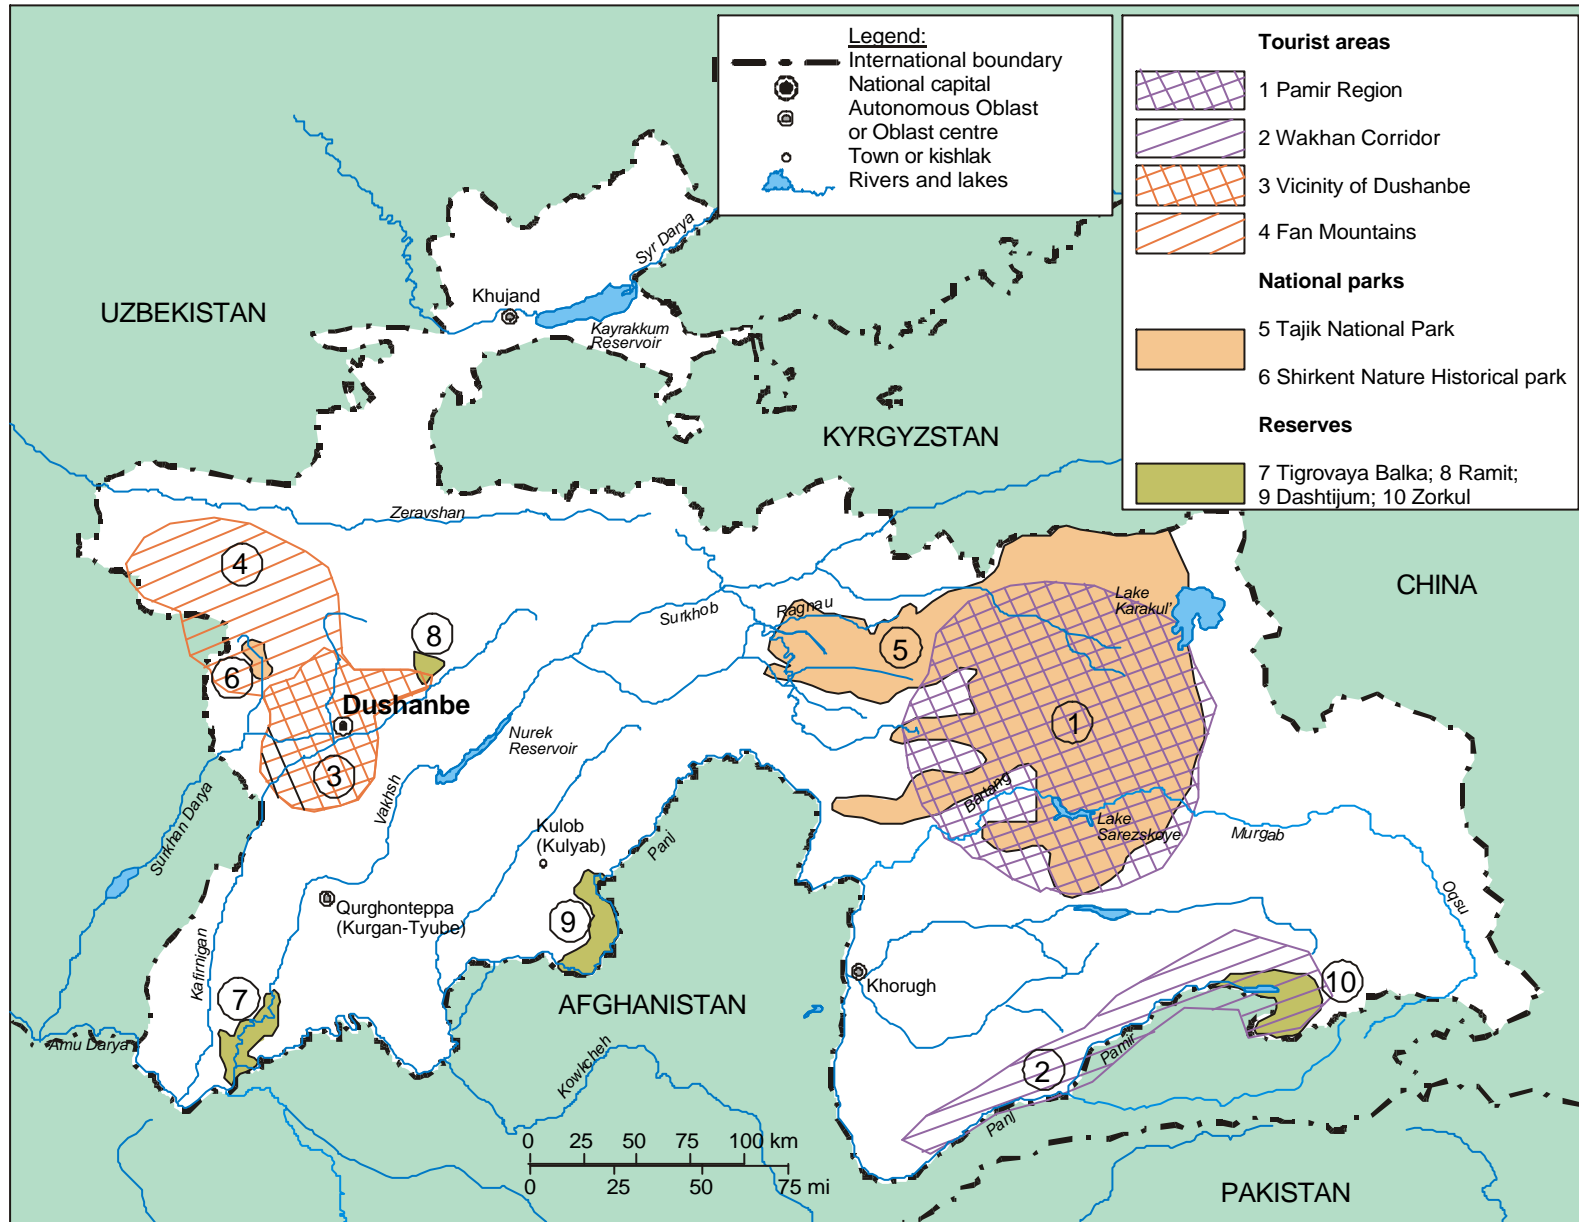 Legend:
International boundary
National capital
Autonomous Oblast
or Oblast centre
Town or kishlak
Rivers and lakes
Tourist areas
1 Pamir Region
2 Wakhan Corridor
3 Vicinity of Dushanbe
4 Fan Mountains
National parks
5 Tajik National Park
6 Shirkent Nature Historical park
Reserves
7 Tigrovaya Balka; 8 Ramit;
9 Dashtijum; 10 Zorkul
UZBEKISTAN
Khujand
Syr Darya
Kayrakkum
Reservoir
KYRGYZSTAN
CHINA
Zeravshan
4
8
6
Surkhob
Ragnau
5
Lake
Karakul'
Dushanbe
3
Nurek
Reservoir
1
Surkhan Darya
Vakhsh
Bartang
Lake
Sarezskoye
Murgab
Kulob
(Kulyab)
Panj
Oqsu
Qurghonteppa
(Kurgan-Tyube)
9
Kafirnigan
7
Khorugh
10
AFGHANISTAN
Amu Darya
Kowkcheh
2
Pamir
Panj
0 25 50 75 100 km
0 25 50 75 mi
PAKISTAN